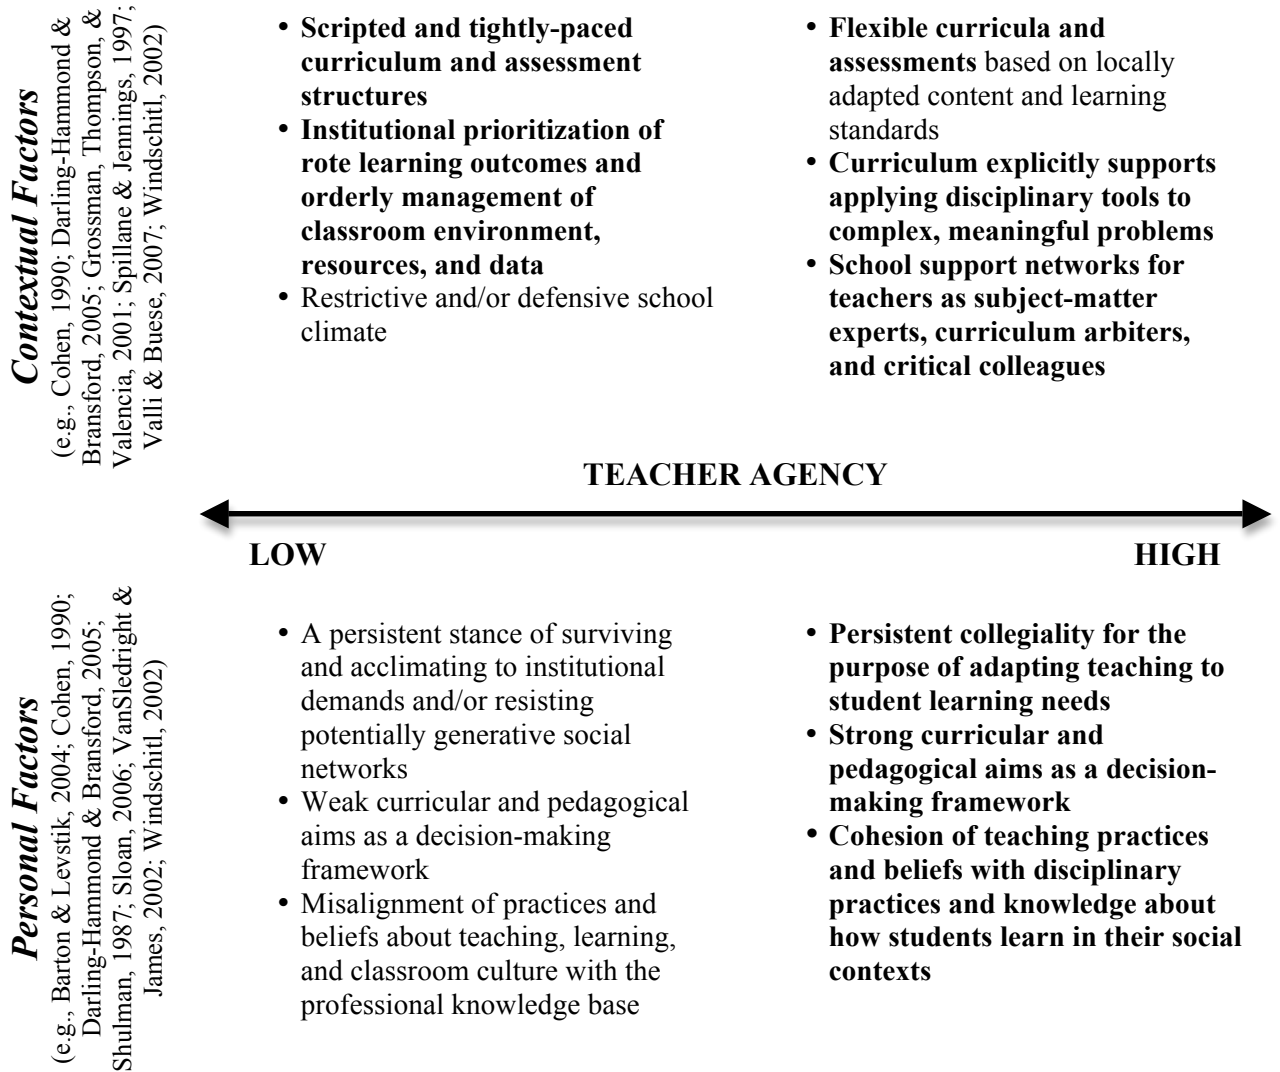 Contextual Factors
(e.g., Cohen, 1990; Darling-Hammond &
Bransford, 2005; Grossman, Thompson, &
Valencia, 2001; Spillane & Jennings, 1997;
Valli & Buese, 2007; Windschitl, 2002)
• Scripted and tightly-paced
curriculum and assessment
structures
• Institutional prioritization of
rote learning outcomes and
orderly management of
classroom environment,
resources, and data
• Restrictive and/or defensive school
climate
• Flexible curricula and
assessments based on locally
adapted content and learning
standards
• Curriculum explicitly supports
applying disciplinary tools to
complex, meaningful problems
• School support networks for
teachers as subject-matter
experts, curriculum arbiters,
and critical colleagues
TEACHER AGENCY
LOW
HIGH
Personal Factors
(e.g., Barton & Levstik, 2004; Cohen, 1990;
Darling-Hammond & Bransford, 2005;
Shulman, 1987; Sloan, 2006; VanSledright &
James, 2002; Windschitl, 2002)
• A persistent stance of surviving
and acclimating to institutional
demands and/or resisting
potentially generative social
networks
• Weak curricular and pedagogical
aims as a decision-making
framework
• Misalignment of practices and
beliefs about teaching, learning,
and classroom culture with the
professional knowledge base
• Persistent collegiality for the
purpose of adapting teaching to
student learning needs
• Strong curricular and
pedagogical aims as a decision-
making framework
• Cohesion of teaching practices
and beliefs with disciplinary
practices and knowledge about
how students learn in their social
contexts